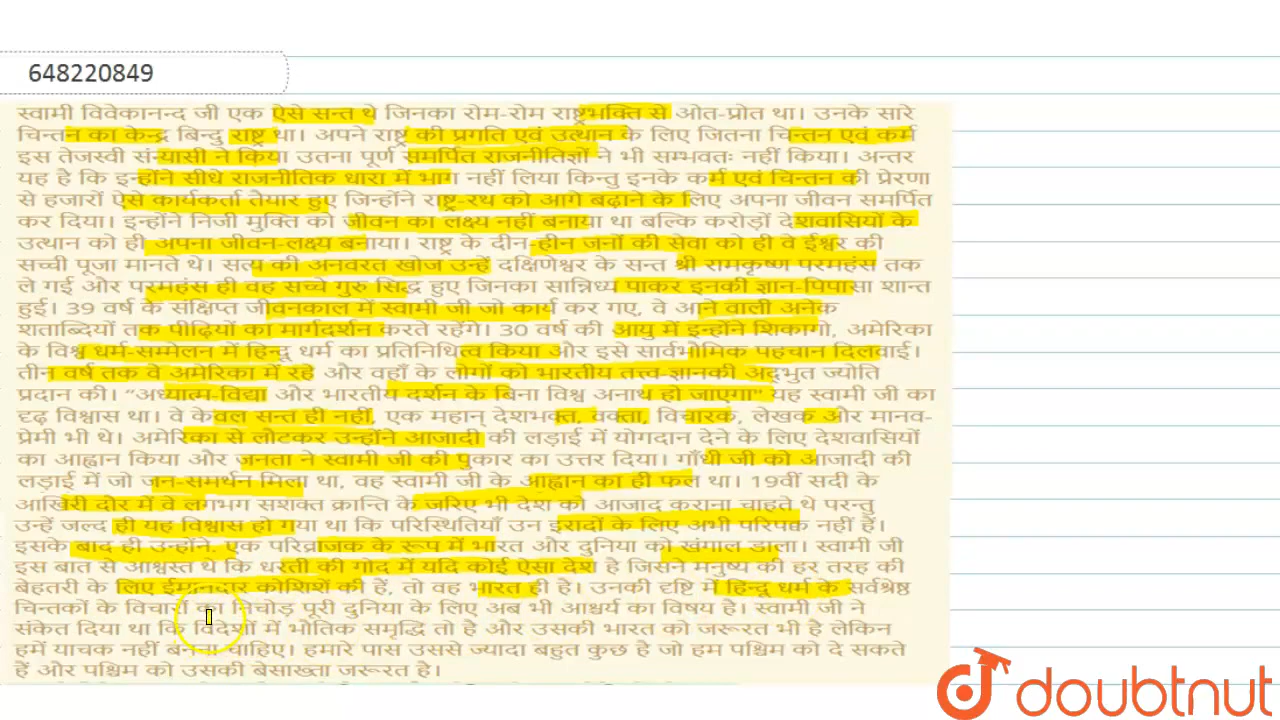 648220849
स्वामी विवेकानन्द जी एक ऐसे सन्त थे जिनका रोम-रोम राष्ट्रभक्ति से ओत-प्रोत था। उनके सारे
चिन्तन का केन्द्र बिन्दु राष्ट्र था। अपने राष्ट्र की प्रगति एवं उत्थान के लिए जितना चिन्तन एवं कर्म
इस तेजस्वी संन्यासी ने किया उतना पूर्ण समर्पित राजनीतिज्ञों ने भी सम्भवतः नहीं किया। अन्तर
यह है कि इन्होंने सीधे राजनीतिक धारा में भाग नहीं लिया किन्तु इनके कर्म एवं चिन्तन की प्रेरणा
से हजारों ऐसे कार्यकर्ता तैयार हुए जिन्होंने राष्ट्र-रथ को आगे बढ़ाने के लिए अपना जीवन समर्पित
कर दिया। इन्होंने निजी मुक्ति को जीवन का लक्ष्य नहीं बनाया था बल्कि करोड़ों देशवासियों के
उत्थान को ही अपना जीवन-लक्ष्य बनाया। राष्ट्र के दीन-हीन जनों की सेवा को ही वे ईश्वर की
सच्ची पूजा मानते थे। सत्य की अनवरत खोज उन्हें दक्षिणेश्वर के सन्त श्री रामकृष्ण परमहंस तक
ले गई और परमहंस ही वह सच्चे गुरु सिद्ध हुए जिनका सान्निध्य पाकर इनकी ज्ञान-पिपासा शान्त
हुई। 39 वर्ष के संक्षिप्त जीवनकाल में स्वामी जी जो कार्य कर गए, वे आने वाली अनेक
शताब्दियों तक पीढ़ियों का मार्गदर्शन करते रहेंगे। 30 वर्ष की आयु में इन्होंने शिकागो, अमेरिका
के विश्व धर्म-सम्मेलन में हिन्दू धर्म का प्रतिनिधित्व किया और इसे सार्वभौमिक पहचान दिलवाई।
तीन वर्ष तक वे अमेरिका में रहे और वहाँ के लोगों को भारतीय तत्त्व-ज्ञानकी अद्भुत ज्योति
प्रदान की। "अध्यात्म-विद्या और भारतीय दर्शन के बिना विश्व अनाथ हो जाएगा" यह स्वामी जी का
दृढ़ विश्वास था। वे केवल सन्त ही नहीं, एक महान् देशभक्त, वक्ता, विचारक, लेखक और मानव-
प्रेमी भी थे। अमेरिका से लौटकर उन्होंने आजादी की लड़ाई में योगदान देने के लिए देशवासियों
का आह्वान किया और जनता ने स्वामी जी की पुकार का उत्तर दिया। गाँधी जी को आजादी की
लड़ाई में जो जन-समर्थन मिला था, वह स्वामी जी के आह्वान का ही फल था। 19वीं सदी के
आखिरी दौर में वे लगभग सशक्त क्रान्ति के जरिए भी देश को आजाद कराना चाहते थे परन्तु
उन्हें जल्द ही यह विश्वास हो गया था कि परिस्थितियाँ उन इरादों के लिए अभी परिपक्व नहीं हैं।
इसके बाद ही उन्होंने. एक परिव्राजक के रूप में भारत और दुनिया को खंगाल डाला। स्वामी जी
इस बात से आश्वस्त थे कि धरती की गोद में यदि कोई ऐसा देश है जिसने मनुष्य की हर तरह की
बेहतरी के लिए ईमानदार कोशिशें की हैं, तो वह भारत ही है। उनकी दृष्टि में हिन्दू धर्म के सर्वश्रेष्ठ
चिन्तकों के विचारों का निचोड़ पूरी दुनिया के लिए अब भी आश्चर्य का विषय है। स्वामी जी ने
संकेत दिया था कि विदेशों में भौतिक समृद्धि तो है और उसकी भारत को जरूरत भी है लेकिन
हमें याचक नहीं बनना चाहिए। हमारे पास उससे ज्यादा बहुत कुछ है जो हम पश्चिम को दे सकते
हैं और पश्चिम को उसकी बेसाख्ता जरूरत है।
doubtnut